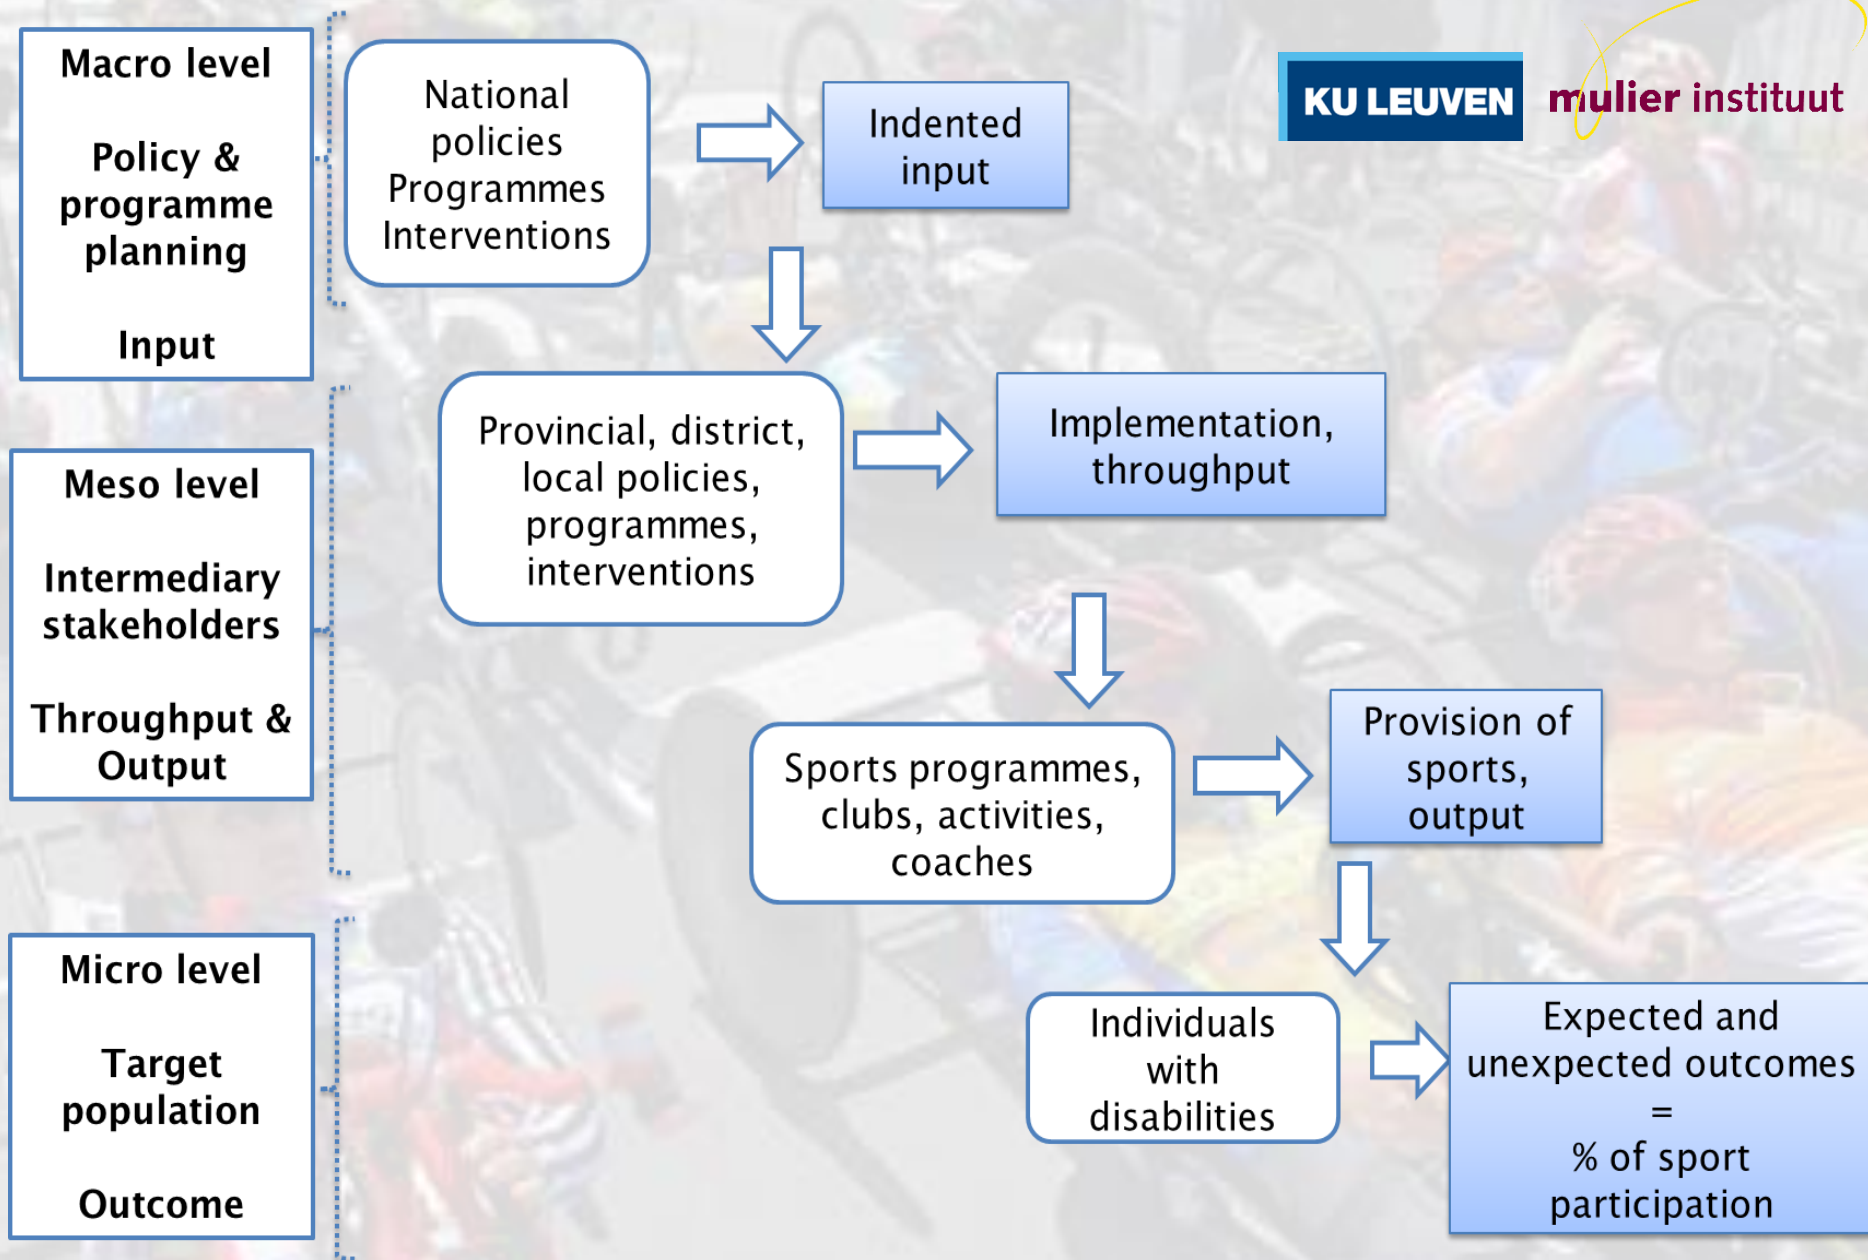 Macro level
Policy &
programme
planning
Input
National
policies
Programmes
Interventions
Indented
input
KU LEUVEN
mulier instituut
Meso level
Intermediary
stakeholders
Throughput &
Output
Provincial, district,
local policies,
programmes,
interventions
Implementation,
throughput
Sports programmes,
clubs, activities,
coaches
Provision of
sports,
output
Micro level
Target
population
Outcome
Individuals
with
disabilities
Expected and
unexpected outcomes
=
% of sport
participation